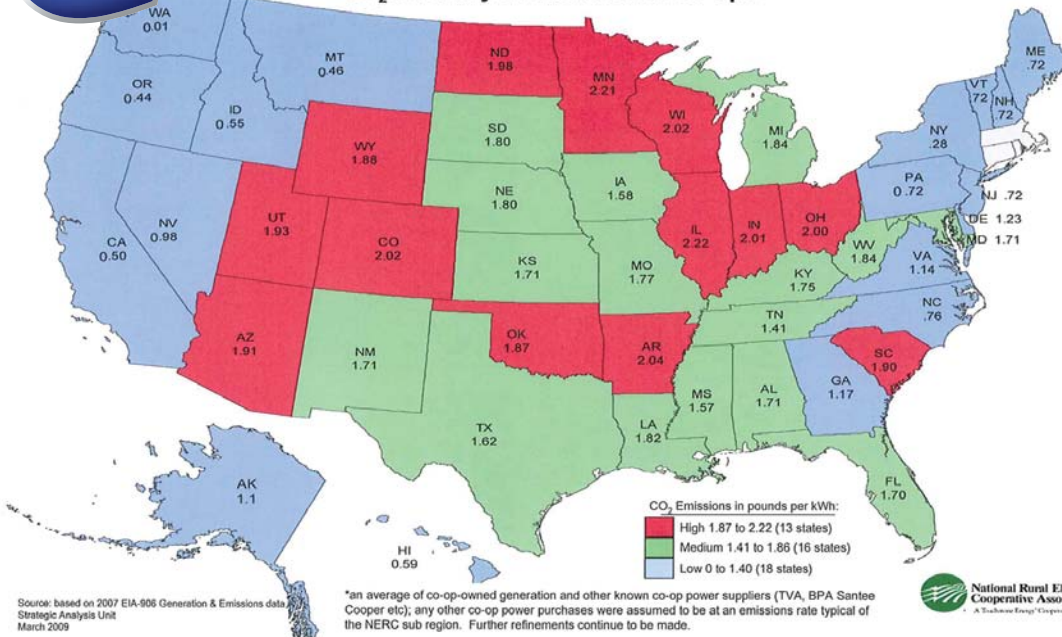 WA
0.01
MT
0.46
ND
1.98
MN
2.21
ME
.72
OR
0.44
ID
0.55
VT
.72
NH
.72
WI
2.02
SD
1.80
MI
1.84
NY
.28
WY
1.88
PA
0.72
IA
1.58
NE
1.80
NJ .72
DE 1.23
MD 1.71
NV
0.98
UT
1.93
CO
2.02
IL
2.22
IN
2.01
OH
2.00
WV
1.84
CA
0.50
VA
1.14
KS
1.71
MO
1.77
KY
1.75
NC
.76
TN
1.41
AZ
1.91
NM
1.71
OK
1.87
AR
2.04
SC
1.90
GA
1.17
MS
1.57
AL
1.71
TX
1.62
LA
1.82
FL
1.70
AK
1.1
HI
0.59
CO2 Emissions in pounds per kWh:
High 1.87 to 2.22 (13 states)
Medium 1.41 to 1.86 (16 states)
Low 0 to 1.40 (18 states)
Source: based on 2007 EIA-906 Generation & Emissions data
Strategic Analysis Unit
March 2009
*an average of co-op-owned generation and other known co-op power suppliers (TVA, BPA Santee
Cooper etc); any other co-op power purchases were assumed to be at an emissions rate typical of
the NERC sub region. Further refinements continue to be made.
National Rural El
Cooperative Asso
A Touchstone Energy Cooper